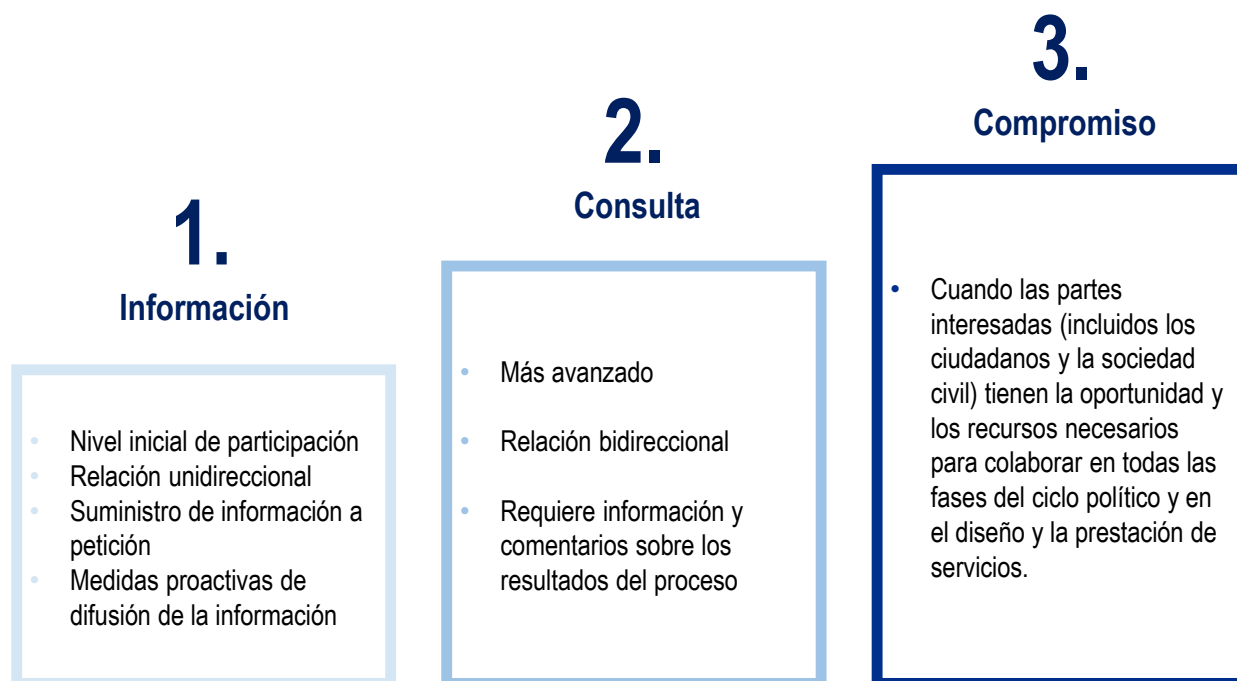 1.
Información
• Nivel inicial de participación
• Relación unidireccional
• Suministro de información a
petición
• Medidas proactivas de
difusión de la información
2.
Consulta
• Más avanzado
• Relación bidireccional
• Requiere información y
comentarios sobre los
resultados del proceso
3.
Compromiso
• Cuando las partes
interesadas (incluidos los
ciudadanos y la sociedad
civil) tienen la oportunidad y
los recursos necesarios
para colaborar en todas las
fases del ciclo político y en
el diseño y la prestación de
servicios.